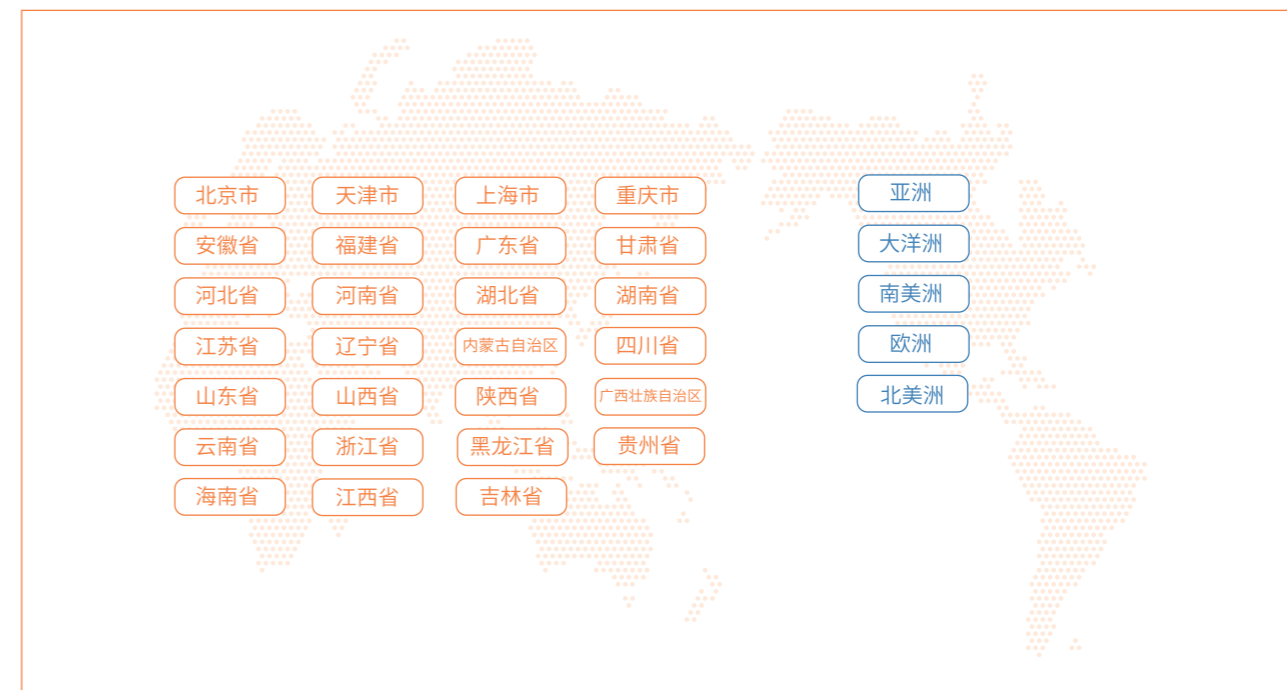 北京市 天津市 上海市 重庆市 亚洲
安徽省 福建省 广东省 甘肃省 大洋洲
河北省 河南省 湖北省 湖南省 南美洲
江苏省 辽宁省 内蒙古自治区 四川省 欧洲
山东省 山西省 陕西省 广西壮族自治区 北美洲
云南省 浙江省 黑龙江省 贵州省
海南省 江西省 吉林省